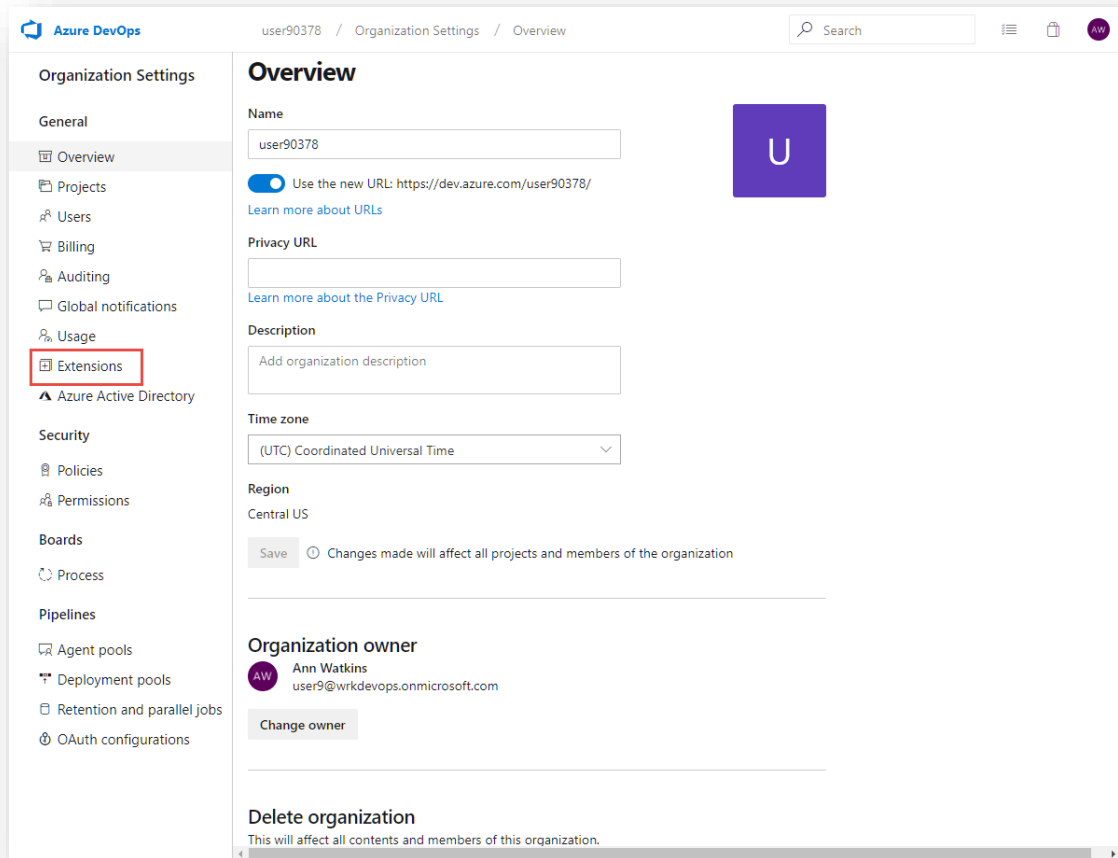 Azure DevOps
user90378 / Organization Settings / Overview
Search
AW
Organization Settings
General
Overview
Projects
Users
Billing
Auditing
Global notifications
Usage
Extensions
Azure Active Directory
Security
Policies
Permissions
Boards
Process
Pipelines
Agent pools
Deployment pools
Retention and parallel jobs
OAuth configurations
Overview
Name
user90378
U
Use the new URL: https://dev.azure.com/user90378/
Learn more about URLs
Privacy URL
Learn more about the Privacy URL
Description
Add organization description
Time zone
(UTC) Coordinated Universal Time
Region
Central US
Save
Changes made will affect all projects and members of the organization
Organization owner
AW
Ann Watkins
user9@wrkdevops.onmicrosoft.com
Change owner
Delete organization
This will affect all contents and members of this organization.